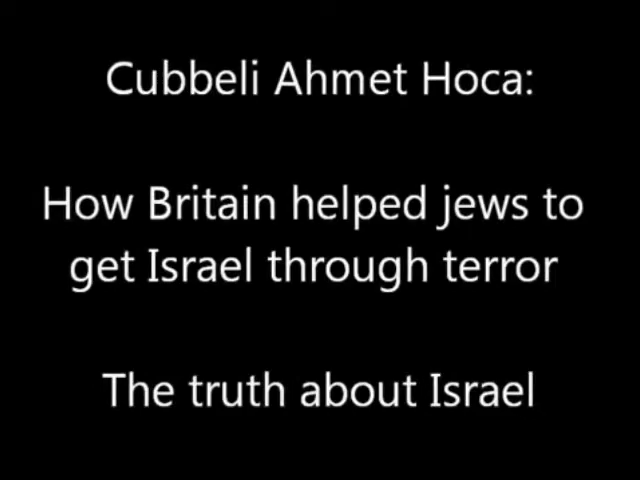 Cubbeli Ahmet Hoca:
How Britain helped jews to
get Israel through terror
The truth about Israel